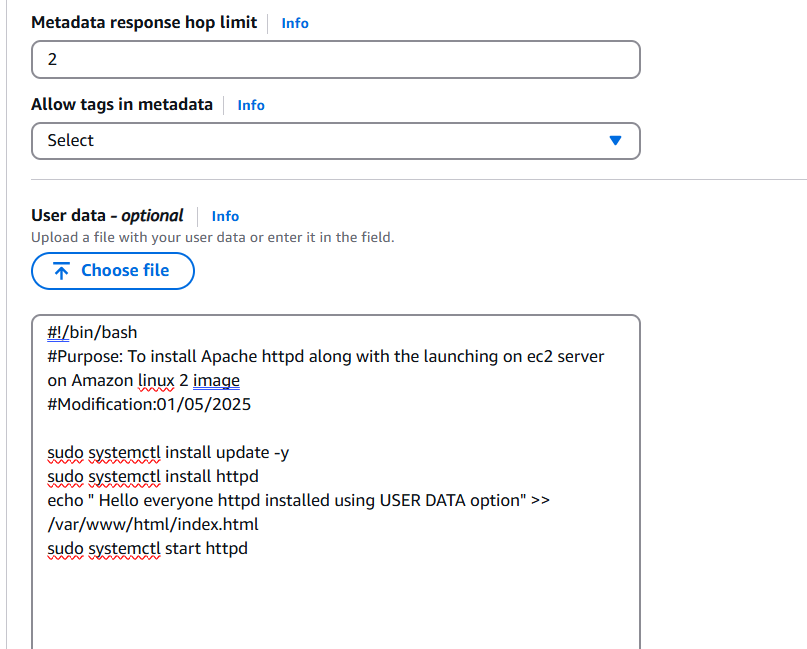 Metadata response hop limit Info
2
Allow tags in metadata Info
Select
User data - optional Info
Upload a file with your user data or enter it in the field.
Choose file
#!/bin/bash
#Purpose: To install Apache httpd along with the launching on ec2 server
on Amazon linux 2 image
#Modification:01/05/2025
sudo systemctl install update -y
sudo systemctl install httpd
echo " Hello everyone httpd installed using USER DATA option" >>
/var/www/html/index.html
sudo systemctl start httpd